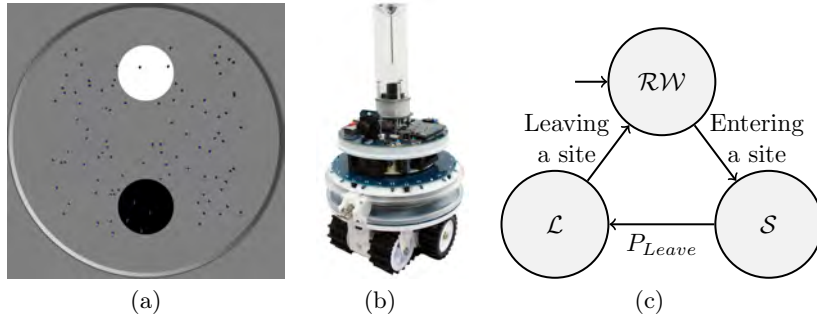 RW
Leaving
a site
Entering
a site
L
S
P_Leave
(a)
(b)
(c)